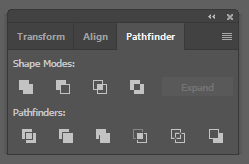 Transform Align Pathfinder
Shape Modes:
Expand
Pathfinders: